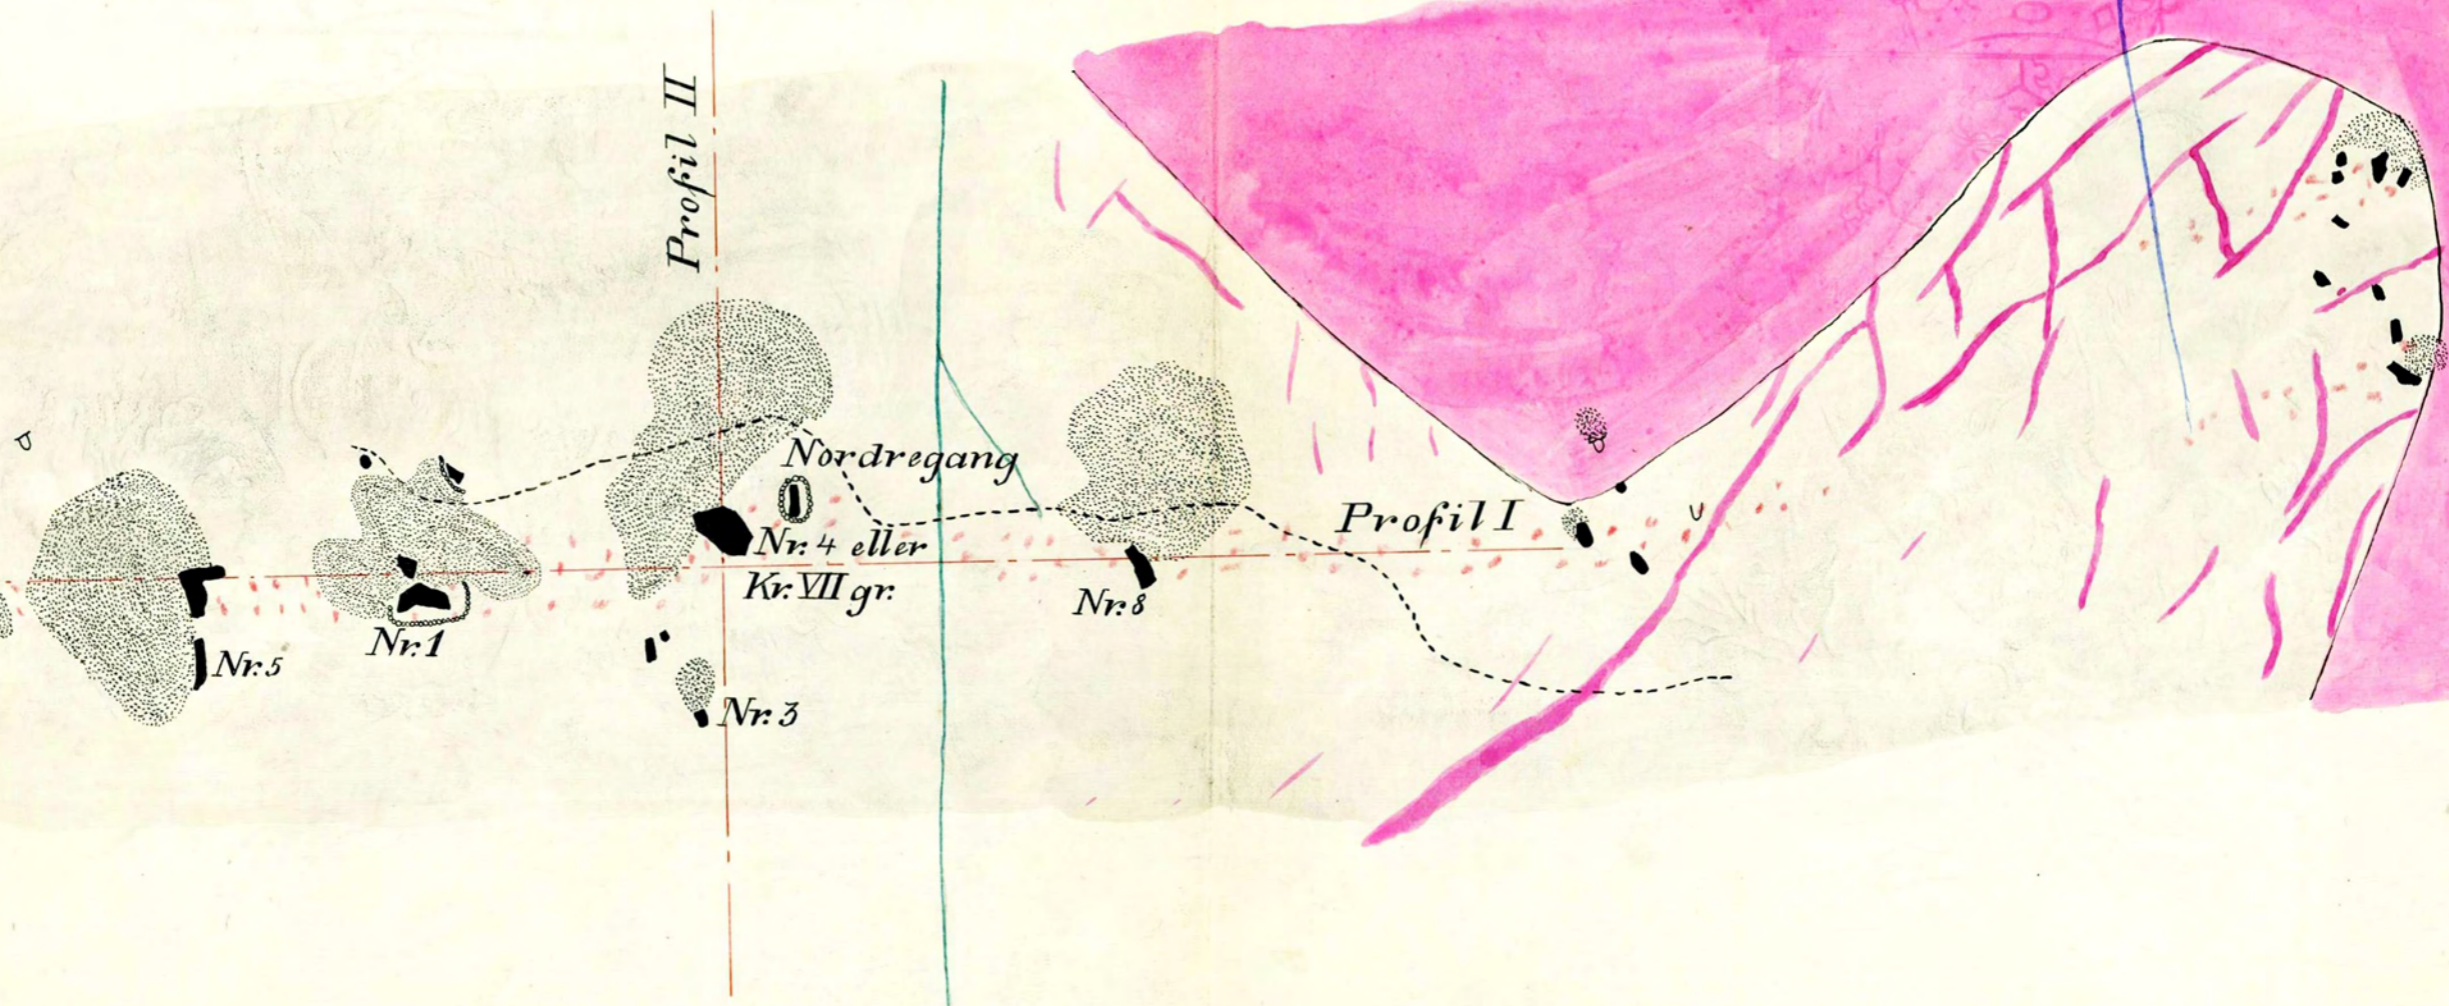 Profil II
Nordregang
Profil I
Nr. 4 eller
Kr. VII gr.
Nr. 8
Nr. 1
Nr. 5
Nr. 3